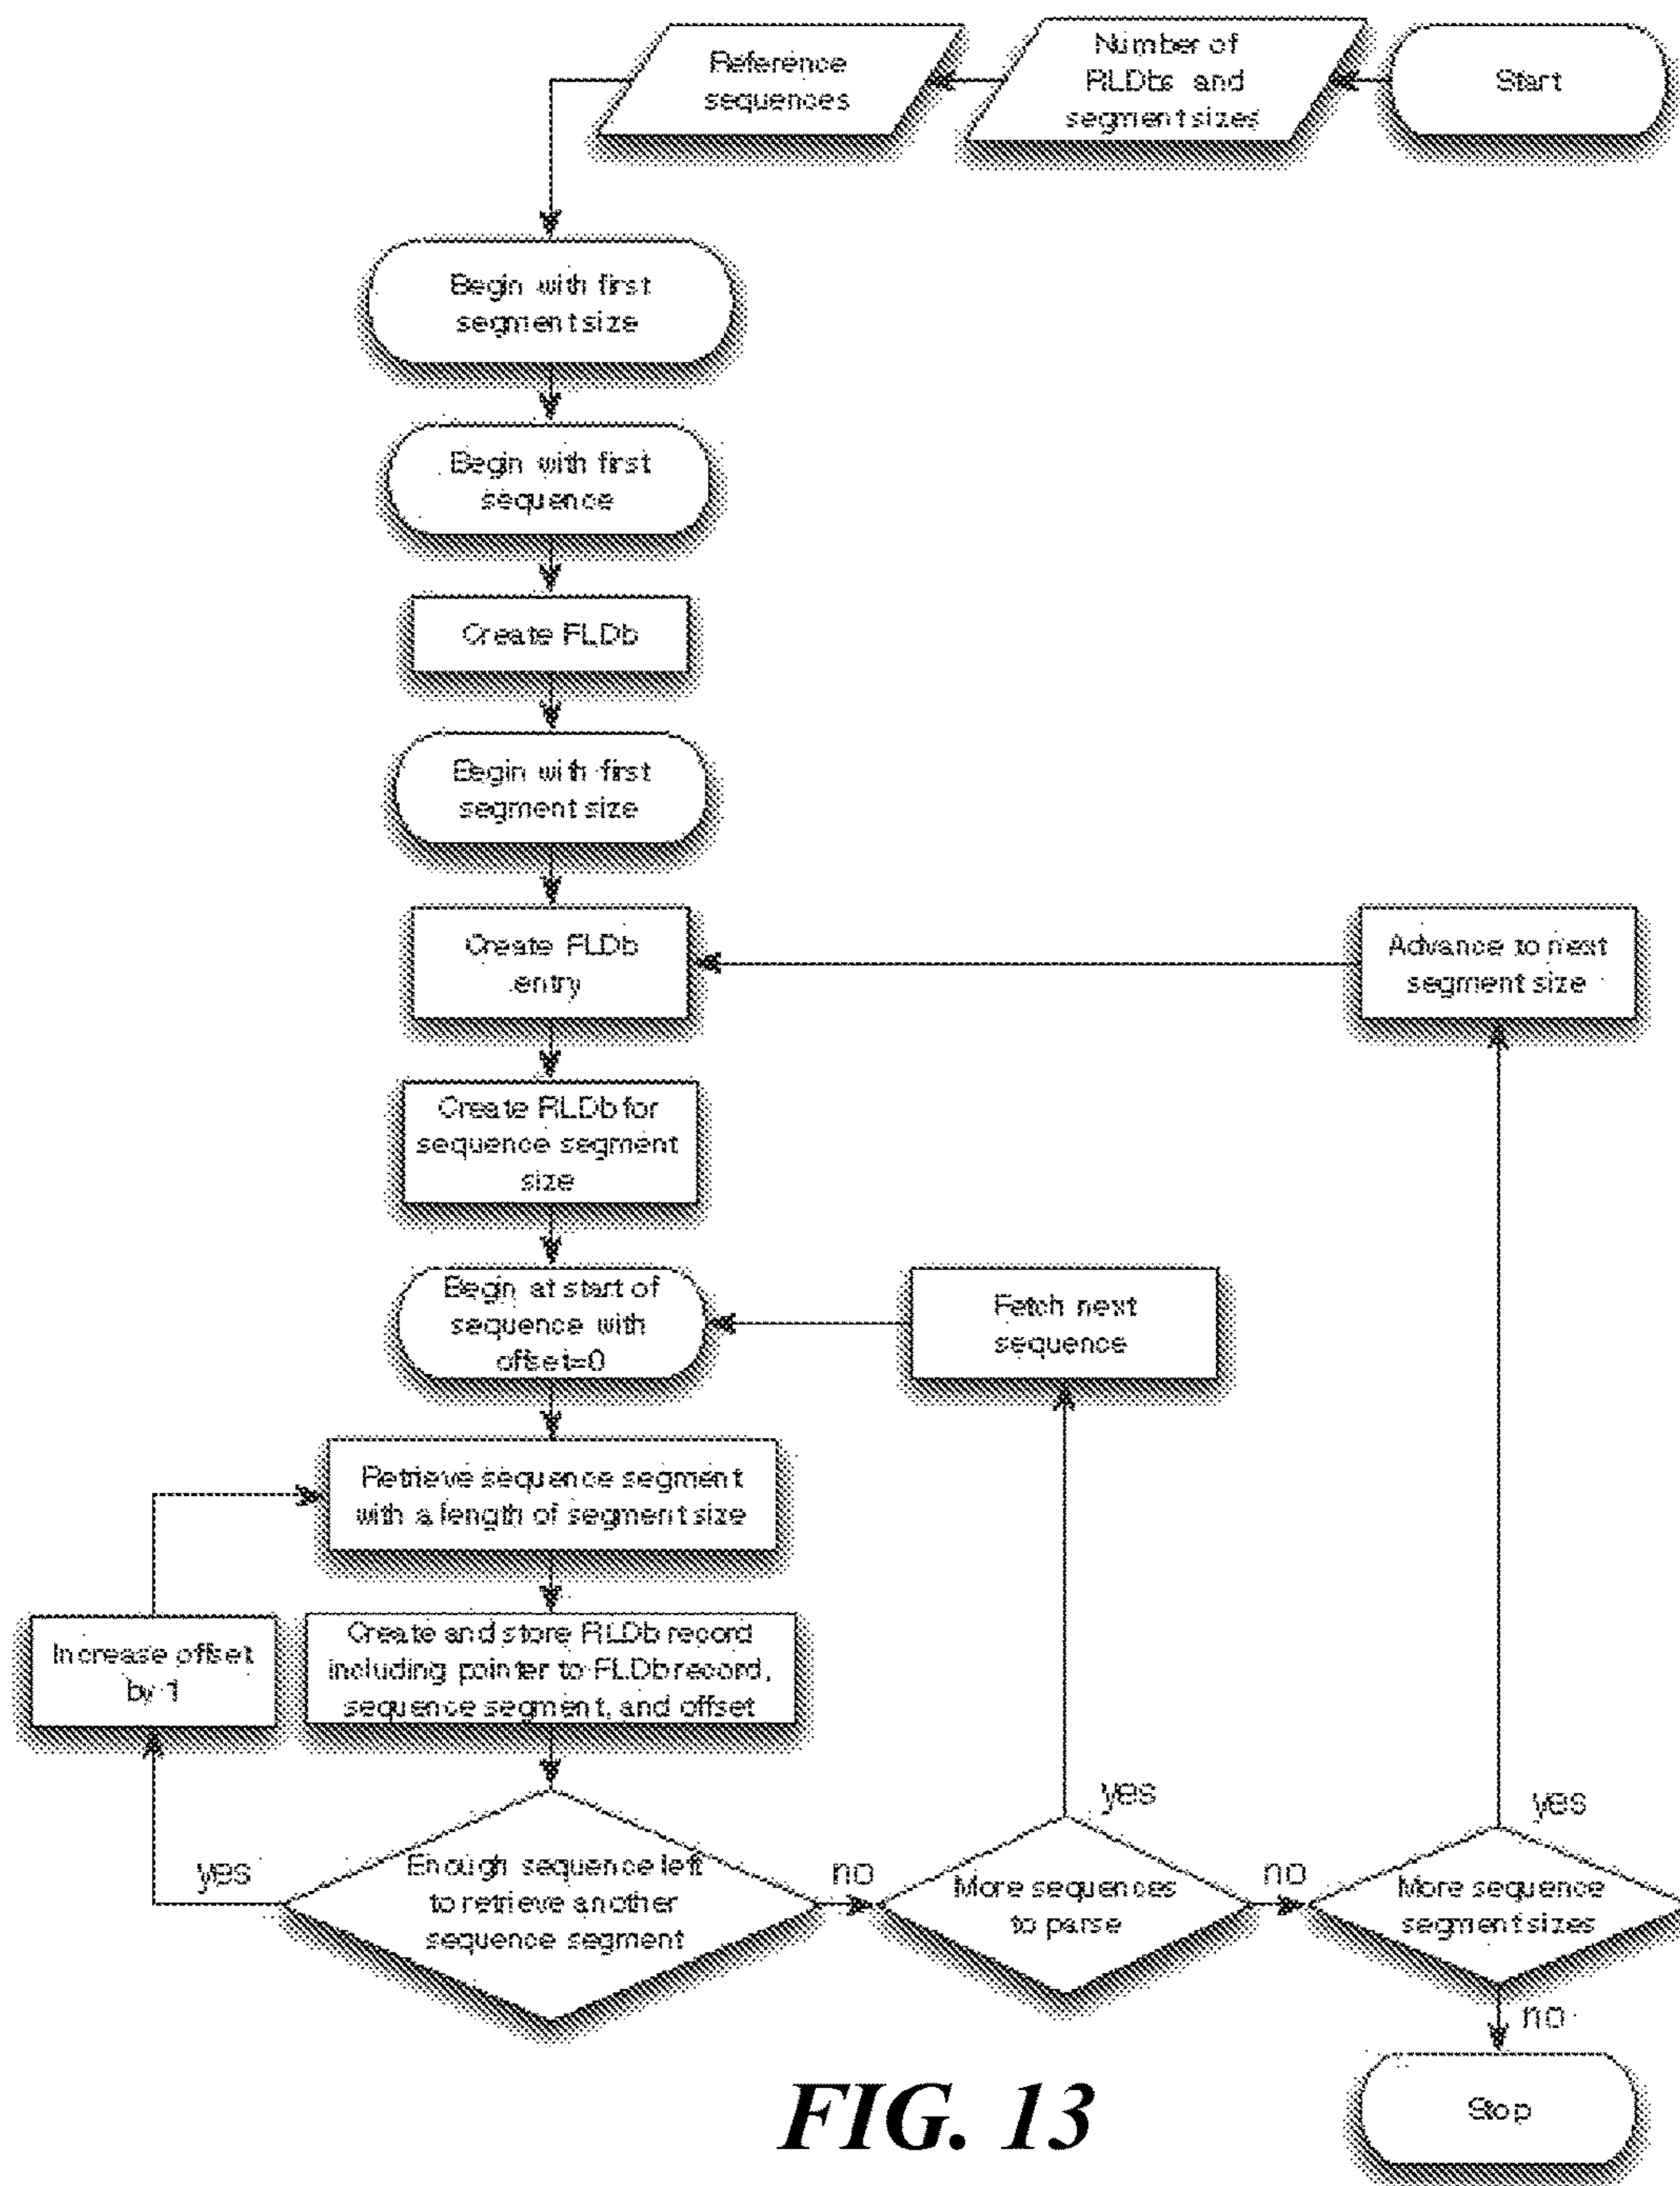 Start
Number of
RLDbs and
segment sizes
Reference
sequences
Begin with first
segment size
Begin with first
sequence
Create FLDb
Begin with first
segment size
Create FLDb
entry
Advance to next
segment size
Create RLDb for
sequence segment
size
Begin at start of
sequence with
offset=0
Fetch next
sequence
Retrieve sequence segment
with a length of segment size
Increase offset
by 1
Create and store RLDb record
including pointer to FLDb record,
sequence segment, and offset
yes
Enough sequence left
to retrieve another
sequence segment
no
yes
More sequences
to parse
no
yes
More sequence
segment sizes
no
Stop
FIG. 13